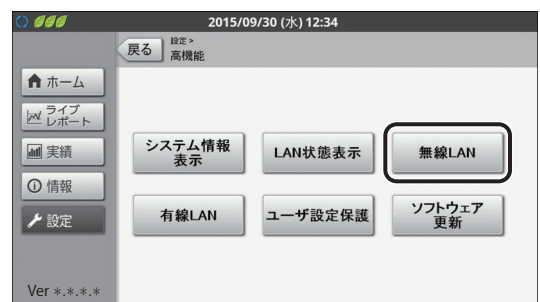 2015/09/30 (水) 12:34
戻る
設定 >
高機能
ホーム
ライブ
レポート
実績
情報
設定
システム情報
表示
LAN状態表示
無線LAN
有線LAN
ユーザ設定保護
ソフトウェア
更新
Ver *.*.*.*